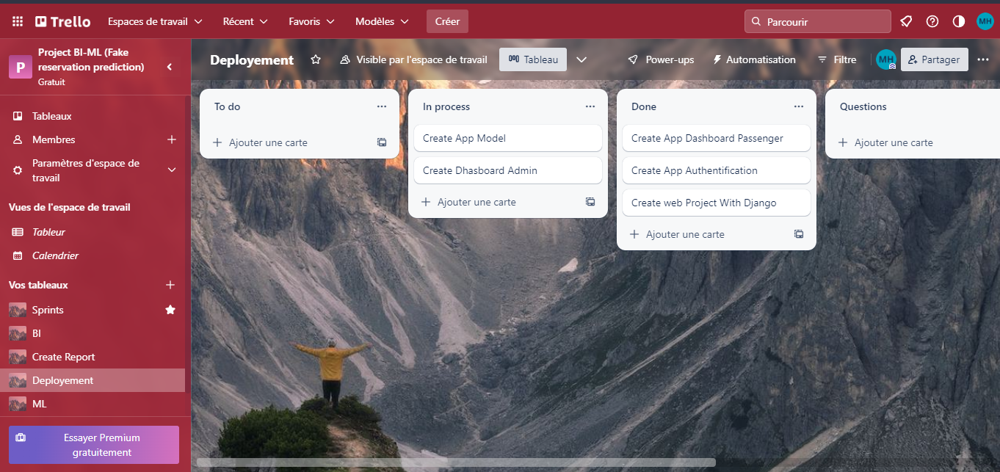 Trello
Espaces de travail
Récent
Favoris
Modèles
Créer
Parcourir
MH
P
Project BI-ML (Fake
reservation prediction)
Gratuit
Tableaux
Membres
Paramètres d'espace de
travail
Vues de l'espace de travail
Tableur
Calendrier
Vos tableaux
Sprints
BI
Create Report
Deployement
ML
Essayer Premium
gratuitement
Deployement
Visible par l'espace de travail
Tableau
Power-ups
Automatisation
Filtre
MH
Partager
To do
Ajouter une carte
In process
Create App Model
Create Dhasboard Admin
Ajouter une carte
Done
Create App Dashboard Passenger
Create App Authentification
Create web Project With Django
Ajouter une carte
Questions
Ajouter une carte